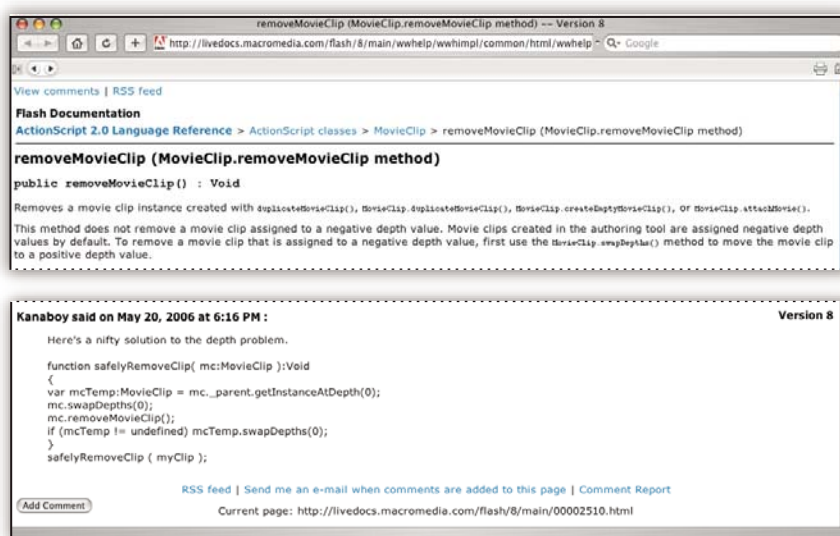 removeMovieClip (MovieClip.removeMovieClip method) -- Version 8
http://livedocs.macromedia.com/flash/8/main/wwhelp/wwhimpl/common/html/wwhelp
Google
View comments | RSS feed
Flash Documentation
ActionScript 2.0 Language Reference > ActionScript classes > MovieClip > removeMovieClip (MovieClip.removeMovieClip method)
removeMovieClip (MovieClip.removeMovieClip method)
public removeMovieClip() : Void
Removes a movie clip instance created with duplicateMovieClip(), MovieClip.duplicateMovieClip(), MovieClip.createEmptyMovieClip(), or MovieClip.attachMovie().
This method does not remove a movie clip assigned to a negative depth value. Movie clips created in the authoring tool are assigned negative depth
values by default. To remove a movie clip that is assigned to a negative depth value, first use the MovieClip.swapDepths() method to move the movie clip
to a positive depth value.
Kanaboy said on May 20, 2006 at 6:16 PM :
Version 8
Here's a nifty solution to the depth problem.
function safelyRemoveClip( mc:MovieClip ):Void
{
var mcTemp:MovieClip = mc._parent.getInstanceAtDepth(0);
mc.swapDepths(0);
mc.removeMovieClip();
if (mcTemp != undefined) mcTemp.swapDepths(0);
}
safelyRemoveClip ( myClip );
RSS feed | Send me an e-mail when comments are added to this page | Comment Report
Add Comment
Current page: http://livedocs.macromedia.com/flash/8/main/00002510.html